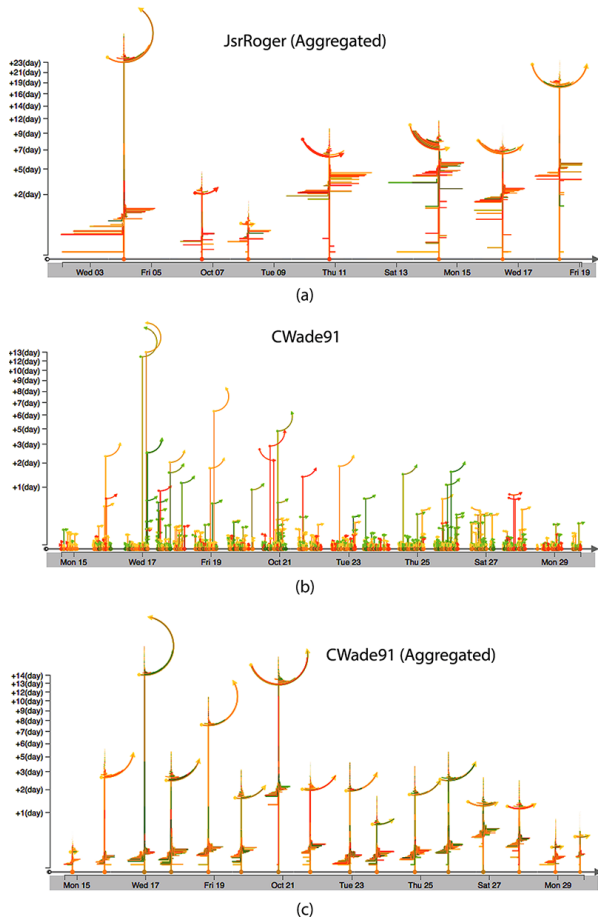 JsrRoger (Aggregated)
+23(day)
+21(day)
+19(day)
+16(day)
+14(day)
+12(day)
+9(day)
+7(day)
+5(day)
+2(day)
Wed 03 Fri 05 Oct 07 Tue 09 Thu 11 Sat 13 Mon 15 Wed 17 Fri 19
(a)
CWade91
+13(day)
+12(day)
+10(day)
+9(day)
+8(day)
+7(day)
+6(day)
+5(day)
+3(day)
+2(day)
+1(day)
Mon 15 Wed 17 Fri 19 Oct 21 Tue 23 Thu 25 Sat 27 Mon 29
(b)
CWade91 (Aggregated)
+14(day)
+13(day)
+12(day)
+10(day)
+9(day)
+8(day)
+7(day)
+6(day)
+5(day)
+3(day)
+2(day)
+1(day)
Mon 15 Wed 17 Fri 19 Oct 21 Tue 23 Thu 25 Sat 27 Mon 29
(c)